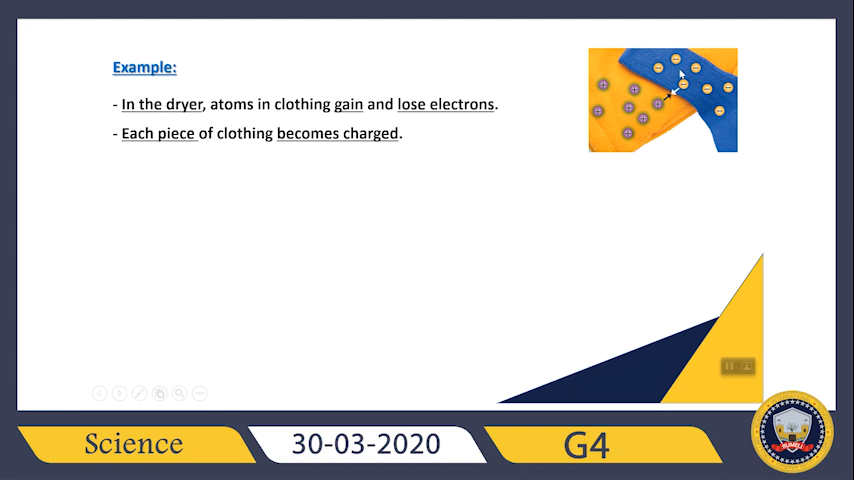 Example:
- In the dryer, atoms in clothing gain and lose electrons.
- Each piece of clothing becomes charged.
Science
30-03-2020
G4